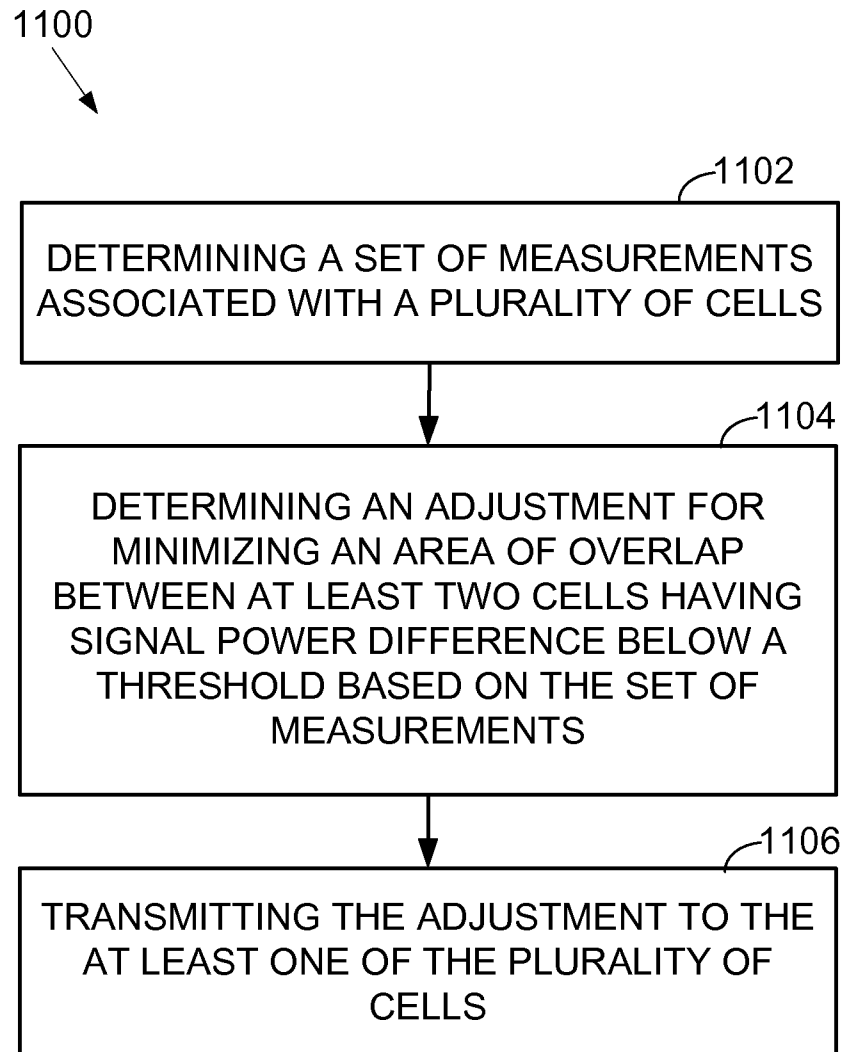 1100
1102
DETERMINING A SET OF MEASUREMENTS
ASSOCIATED WITH A PLURALITY OF CELLS
1104
DETERMINING AN ADJUSTMENT FOR
MINIMIZING AN AREA OF OVERLAP
BETWEEN AT LEAST TWO CELLS HAVING
SIGNAL POWER DIFFERENCE BELOW A
THRESHOLD BASED ON THE SET OF
MEASUREMENTS
1106
TRANSMITTING THE ADJUSTMENT TO THE
AT LEAST ONE OF THE PLURALITY OF
CELLS